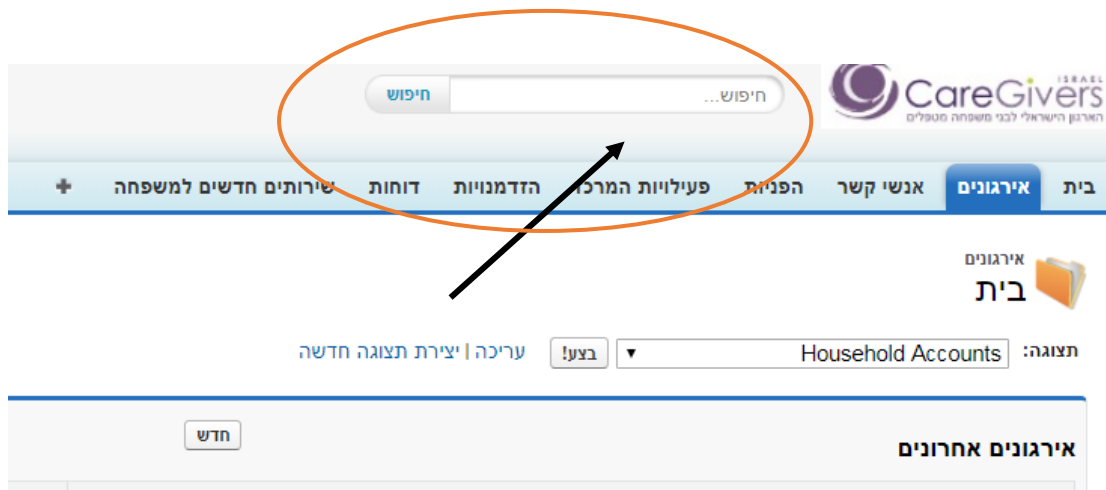 ISRAEL
CareGivers
הארגון הישראלי לבני משפחה מטפלים
חיפוש... חיפוש
בית אירגונים אנשי קשר הפניות פעילויות המרכז הזדמנויות דוחות שירותים חדשים למשפחה +
אירגונים
בית
תצוגה: Household Accounts בצע! עריכה | יצירת תצוגה חדשה
אירגונים אחרונים חדש